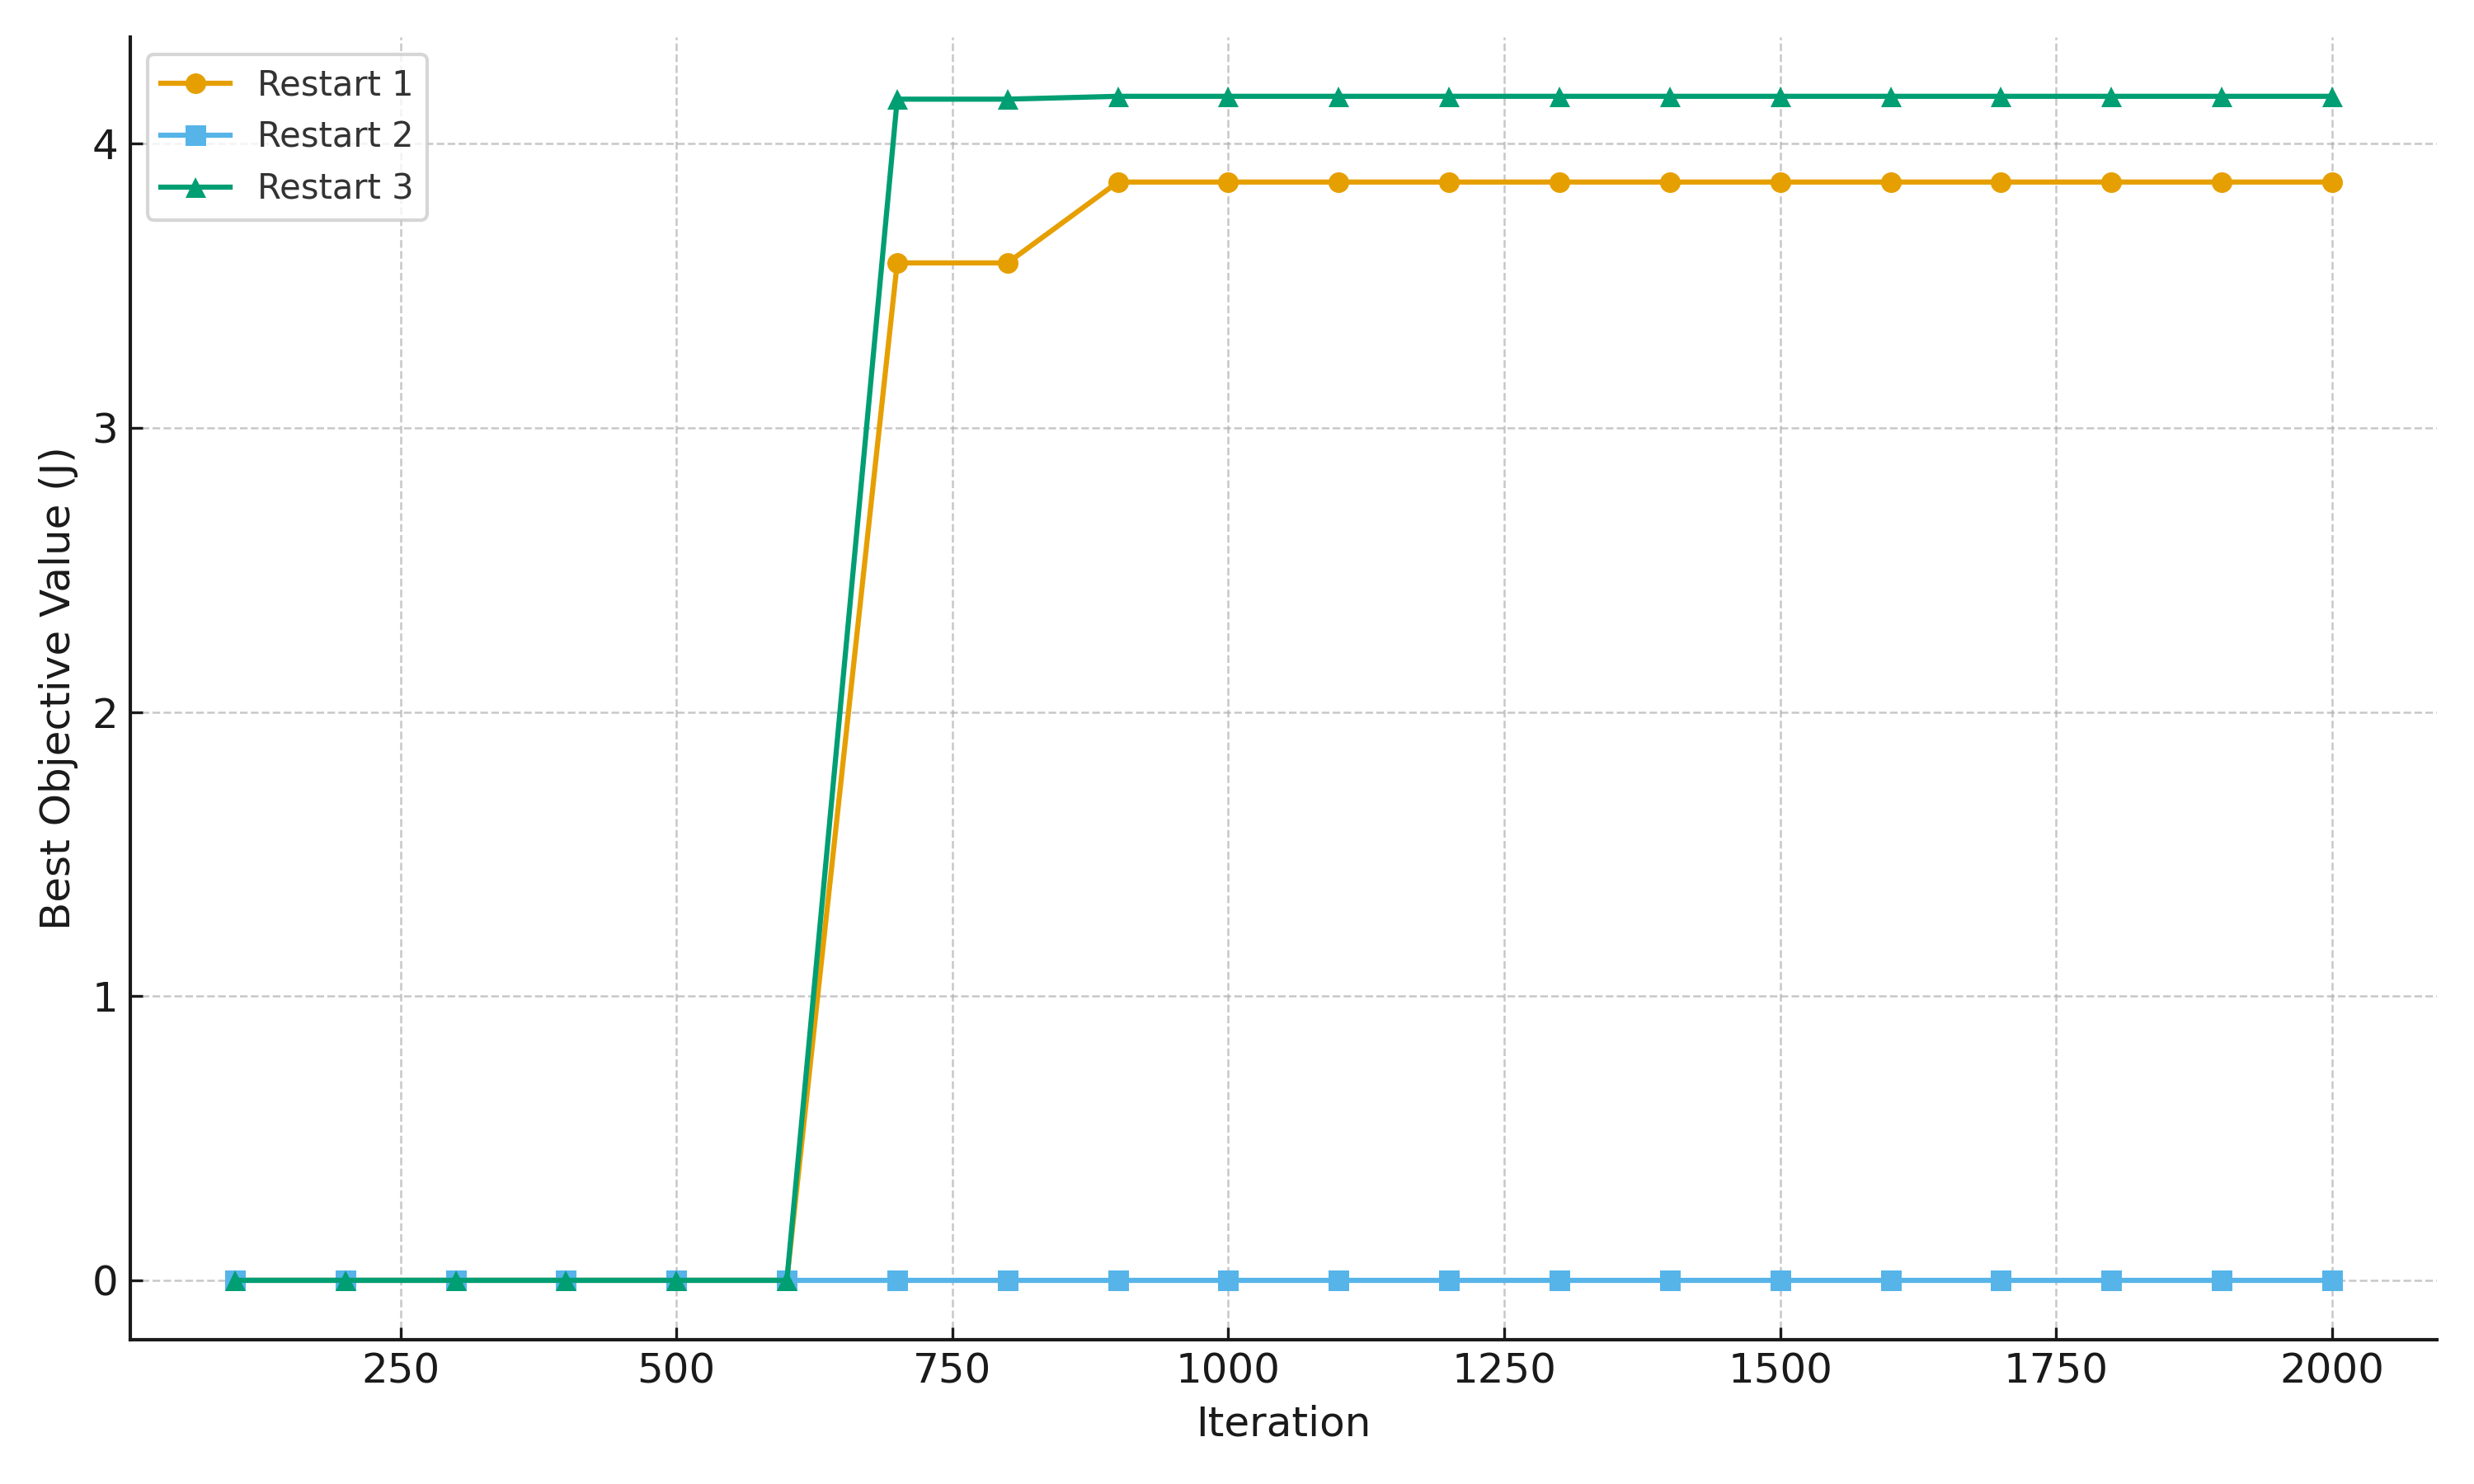 Restart 1
Restart 2
Restart 3
Best Objective Value (J)
4
3
2
1
0
250 500 750 1000 1250 1500 1750 2000
Iteration